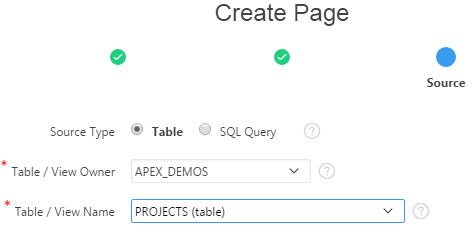 Create Page
Source
Source Type Table SQL Query ?
* Table / View Owner APEX_DEMOS ?
* Table / View Name PROJECTS (table) ?